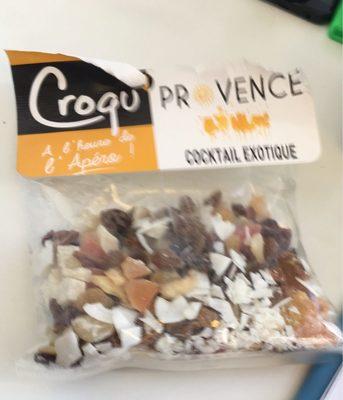 Croqu'
PROVENCE
A l'heure de
l'Apéro !
COCKTAIL EXOTIQUE